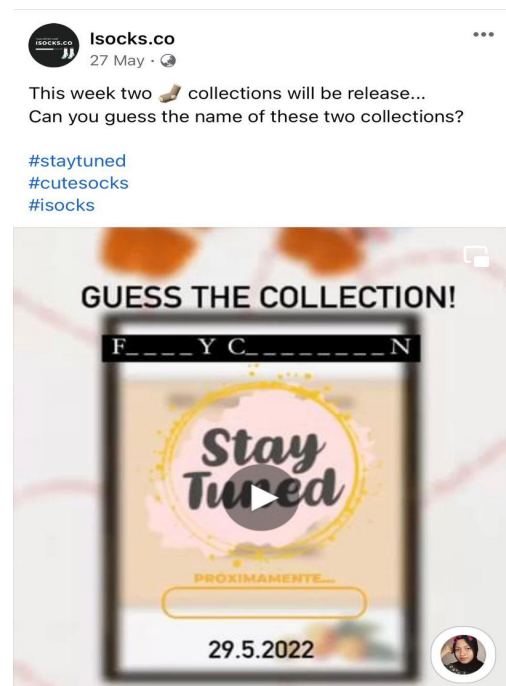 ISOCKS.CO
Isocks.co
27 May
This week two collections will be release...
Can you guess the name of these two collections?
#staytuned
#cutesocks
#isocks
GUESS THE COLLECTION!
F____Y C________N
Stay
Tuned
PRÓXIMAMENTE...
29.5.2022